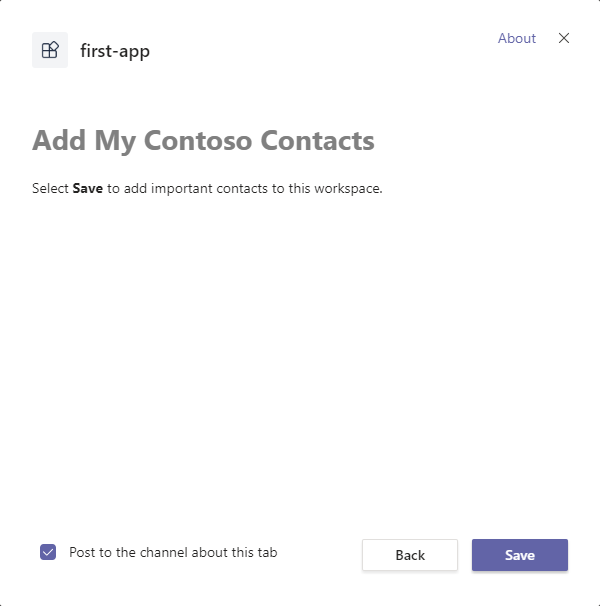 first-app
About
Add My Contoso Contacts
Select Save to add important contacts to this workspace.
Post to the channel about this tab
Back
Save